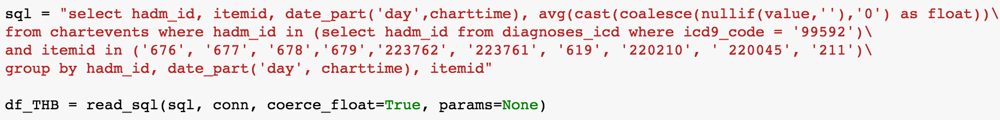 sql = "select hadm_id, itemid, date_part('day',charttime), avg(cast(coalesce(nullif(value,''),'0') as float))\
from chartevents where hadm_id in (select hadm_id from diagnoses_icd where icd9_code = '99592')\
and itemid in ('676', '677', '678','679','223762', '223761', '619', '220210', ' 220045', '211')\
group by hadm_id, date_part('day', charttime), itemid"
df_THB = read_sql(sql, conn, coerce_float=True, params=None)